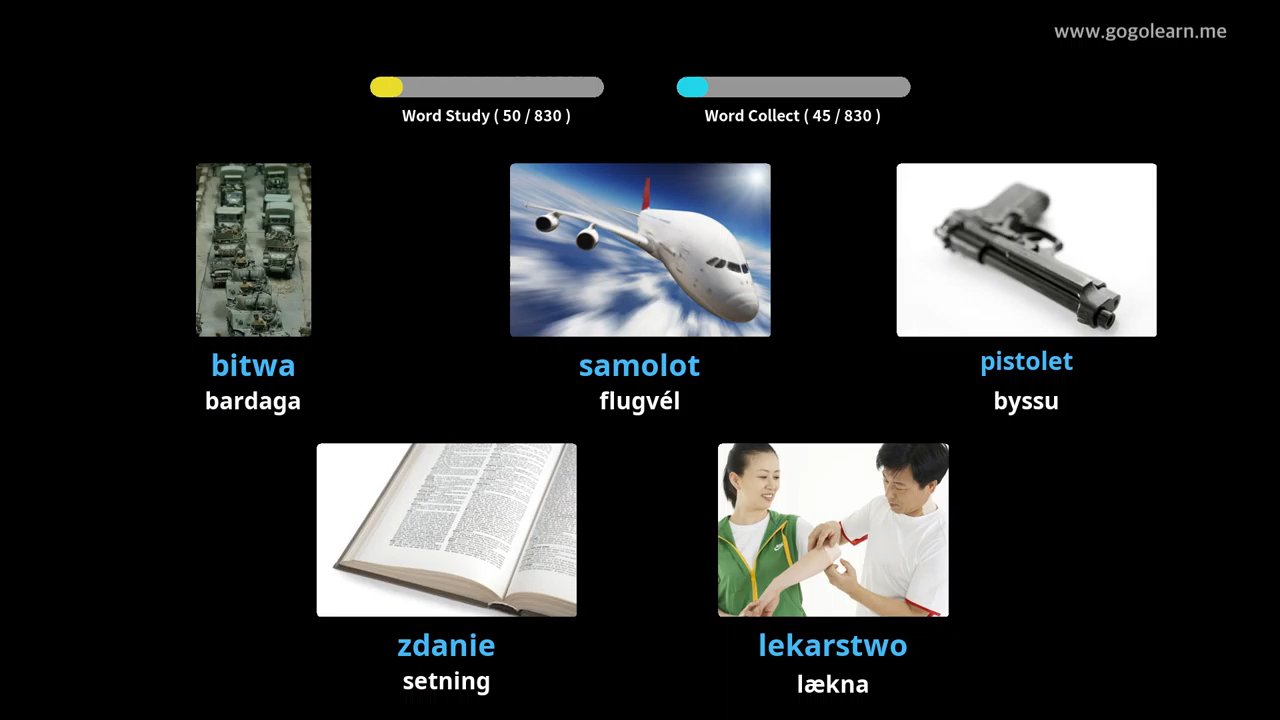 www.gogolearn.me
Word Study ( 50 / 830 )
Word Collect ( 45 / 830 )
bitwa
bardaga
samolot
flugvél
pistolet
byssu
zdanie
setning
lekarstwo
lækna